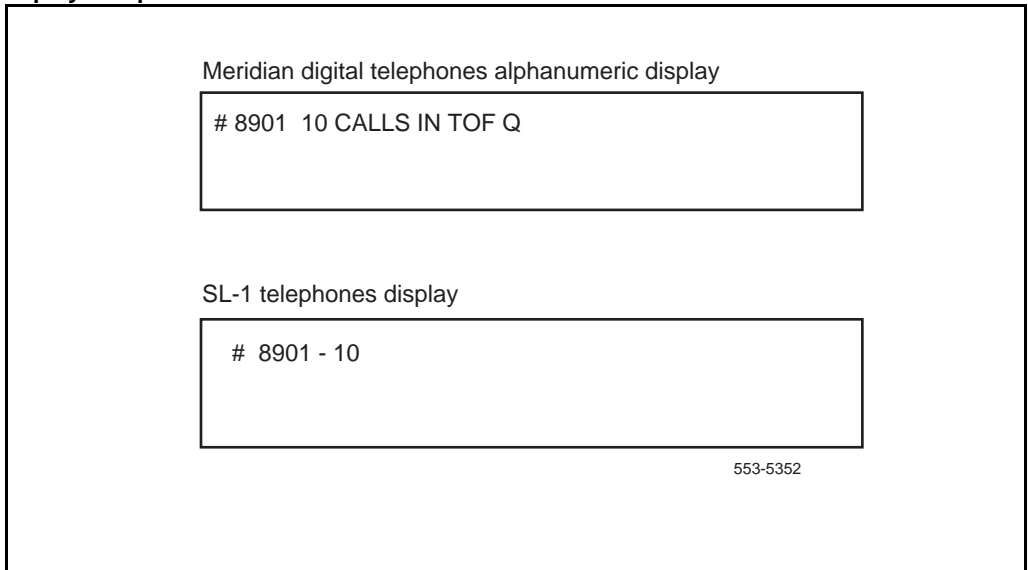 Meridian digital telephones alphanumeric display
# 8901 10 CALLS IN TOF Q
SL-1 telephones display
# 8901 - 10
553-5352